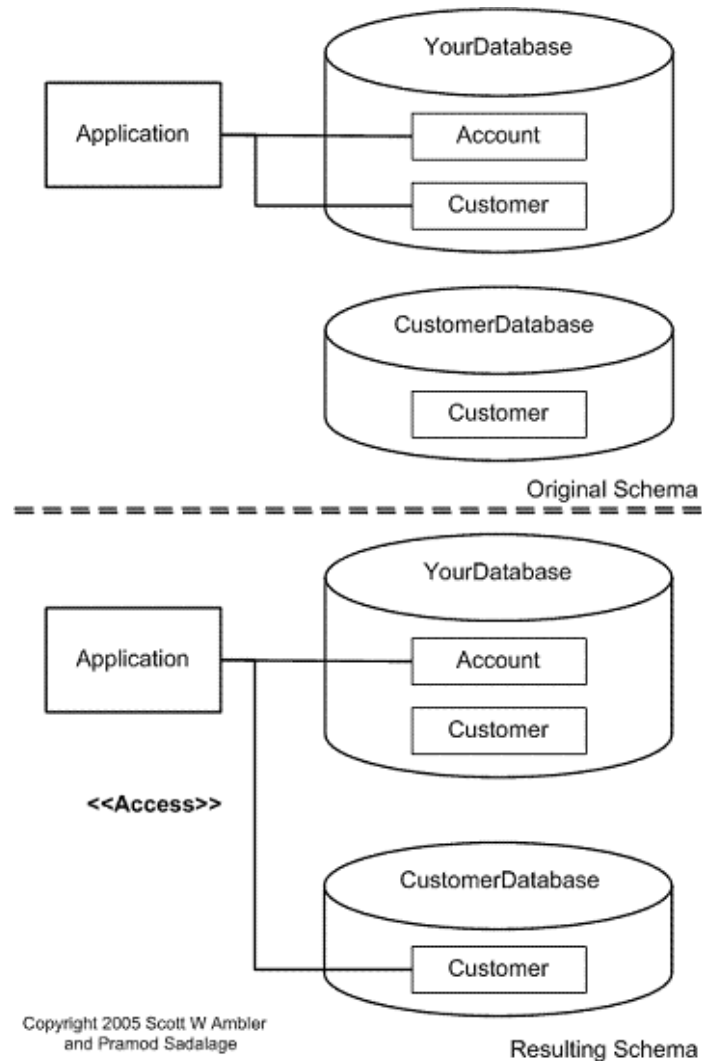 YourDatabase
Application
Account
Customer
CustomerDatabase
Customer
Original Schema
YourDatabase
Application
Account
Customer
<<Access>>
CustomerDatabase
Customer
Copyright 2005 Scott W Ambler
and Pramod Sadalage
Resulting Schema